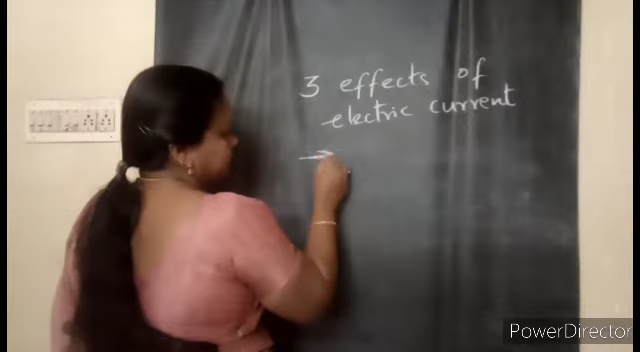 3 effects of
electric current
→
PowerDirector